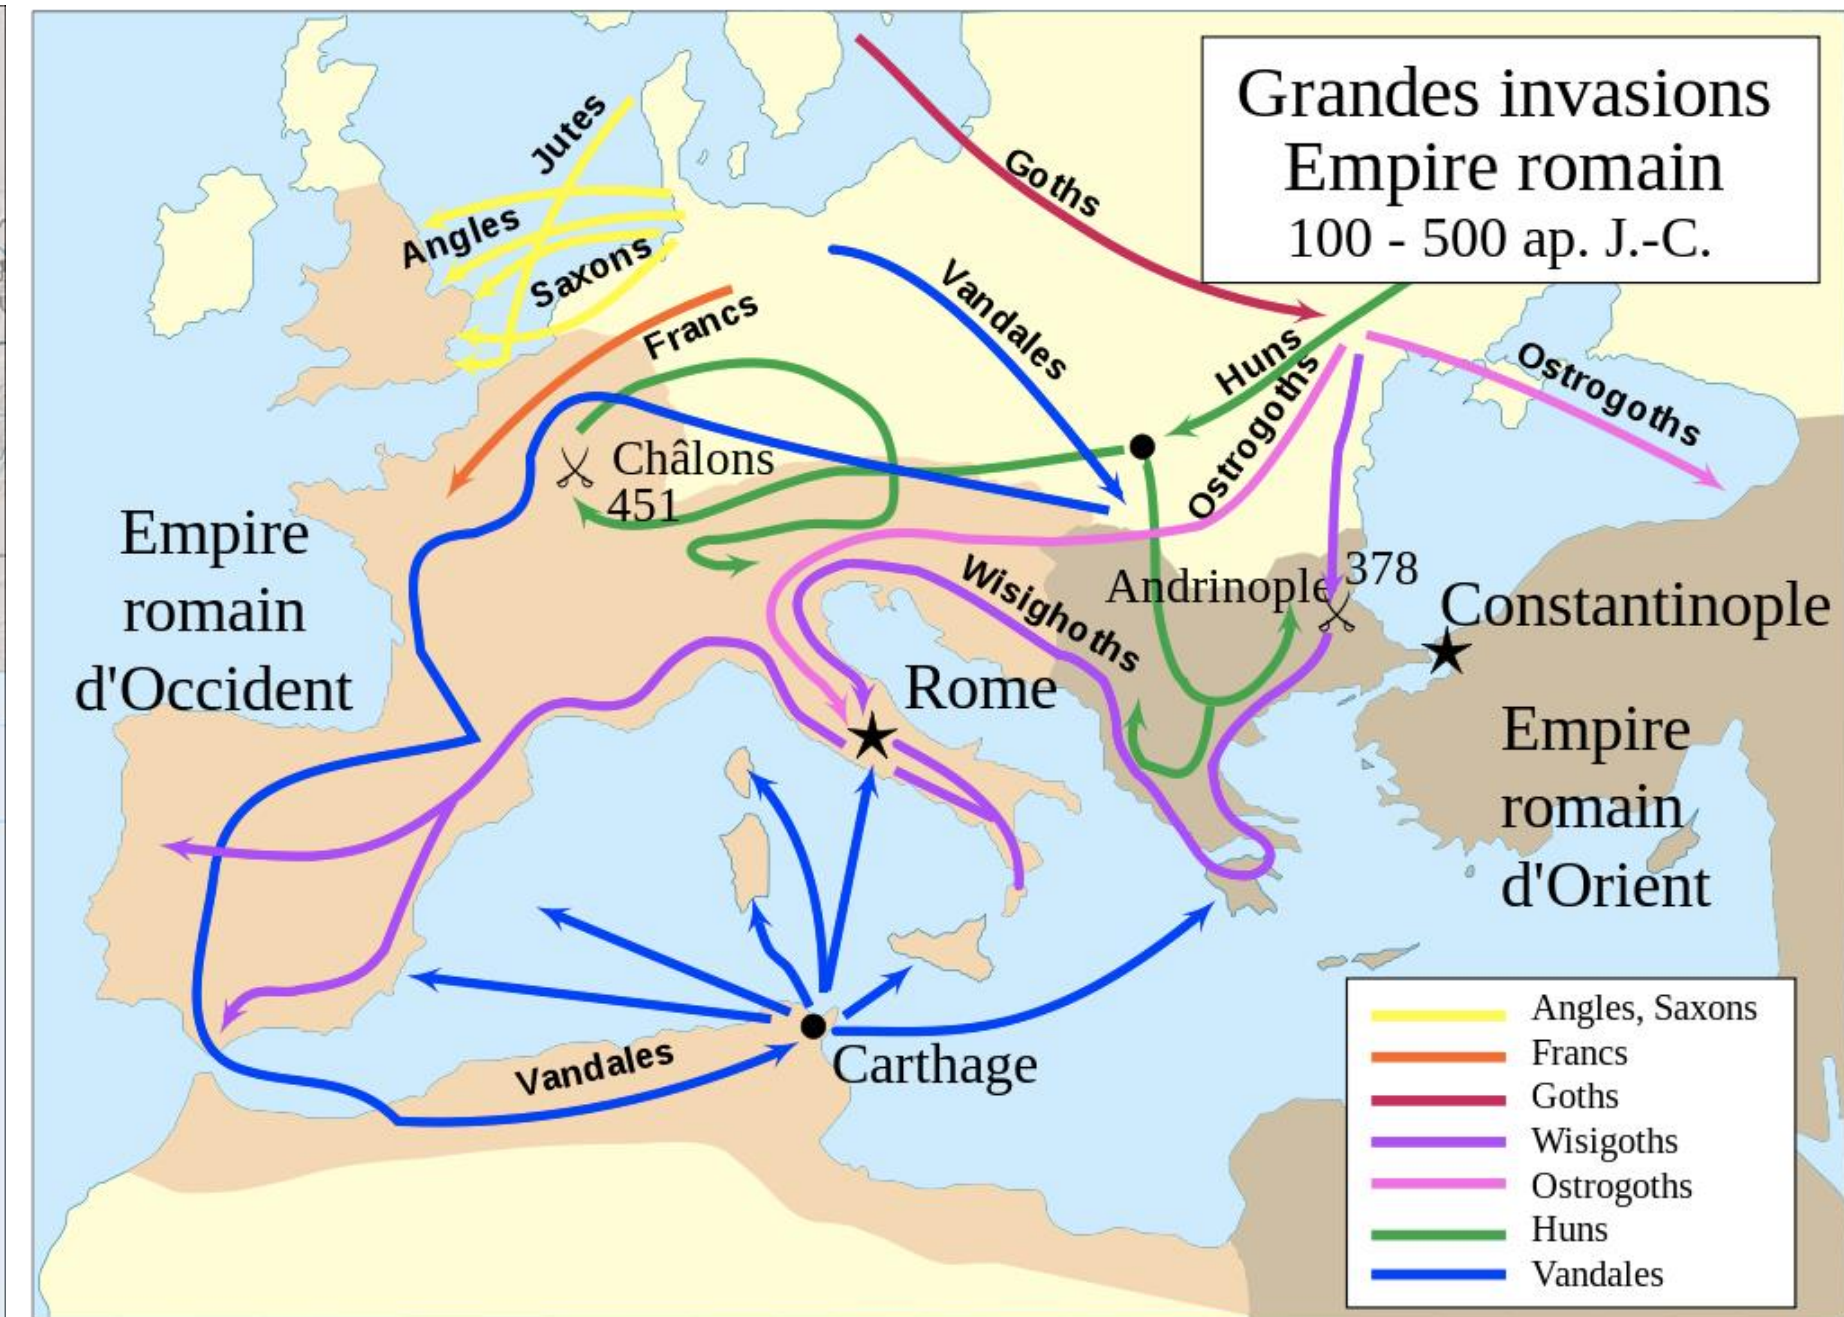 Grandes invasions
Empire romain
100 - 500 ap. J.-C.
Jutes
Angles
Saxons
Francs
Goths
Vandales
Huns
Ostrogoths
Ostrogoths
Châlons
451
Empire
romain
d'Occident
Wisighoths
Andrinople
378
Constantinople
Rome
Empire
romain
d'Orient
Vandales
Carthage
Angles, Saxons
Francs
Goths
Wisigoths
Ostrogoths
Huns
Vandales